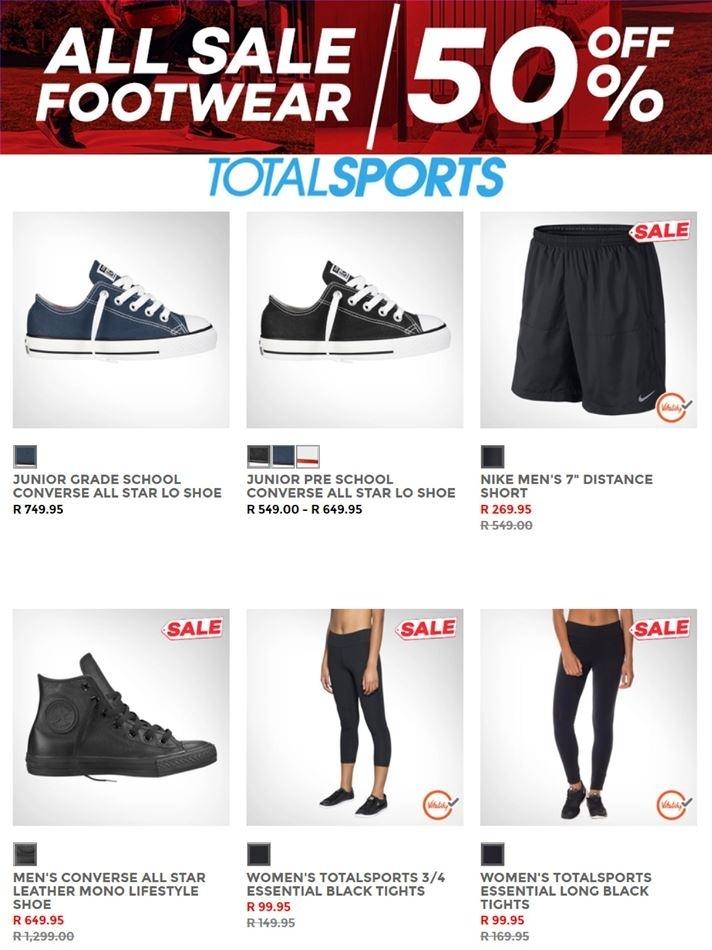 ALL SALE
FOOTWEAR
50% OFF
TOTALSPORTS
JUNIOR GRADE SCHOOL
CONVERSE ALL STAR LO SHOE
R 749.95
JUNIOR PRE SCHOOL
CONVERSE ALL STAR LO SHOE
R 549.00 - R 649.95
SALE
Vitality
NIKE MEN'S 7" DISTANCE
SHORT
R 269.95
R 549.00
SALE
MEN'S CONVERSE ALL STAR
LEATHER MONO LIFESTYLE
SHOE
R 649.95
R 1,299.00
SALE
Vitality
WOMEN'S TOTALSPORTS 3/4
ESSENTIAL BLACK TIGHTS
R 99.95
R 149.95
SALE
Vitality
WOMEN'S TOTALSPORTS
ESSENTIAL LONG BLACK
TIGHTS
R 99.95
R 169.95